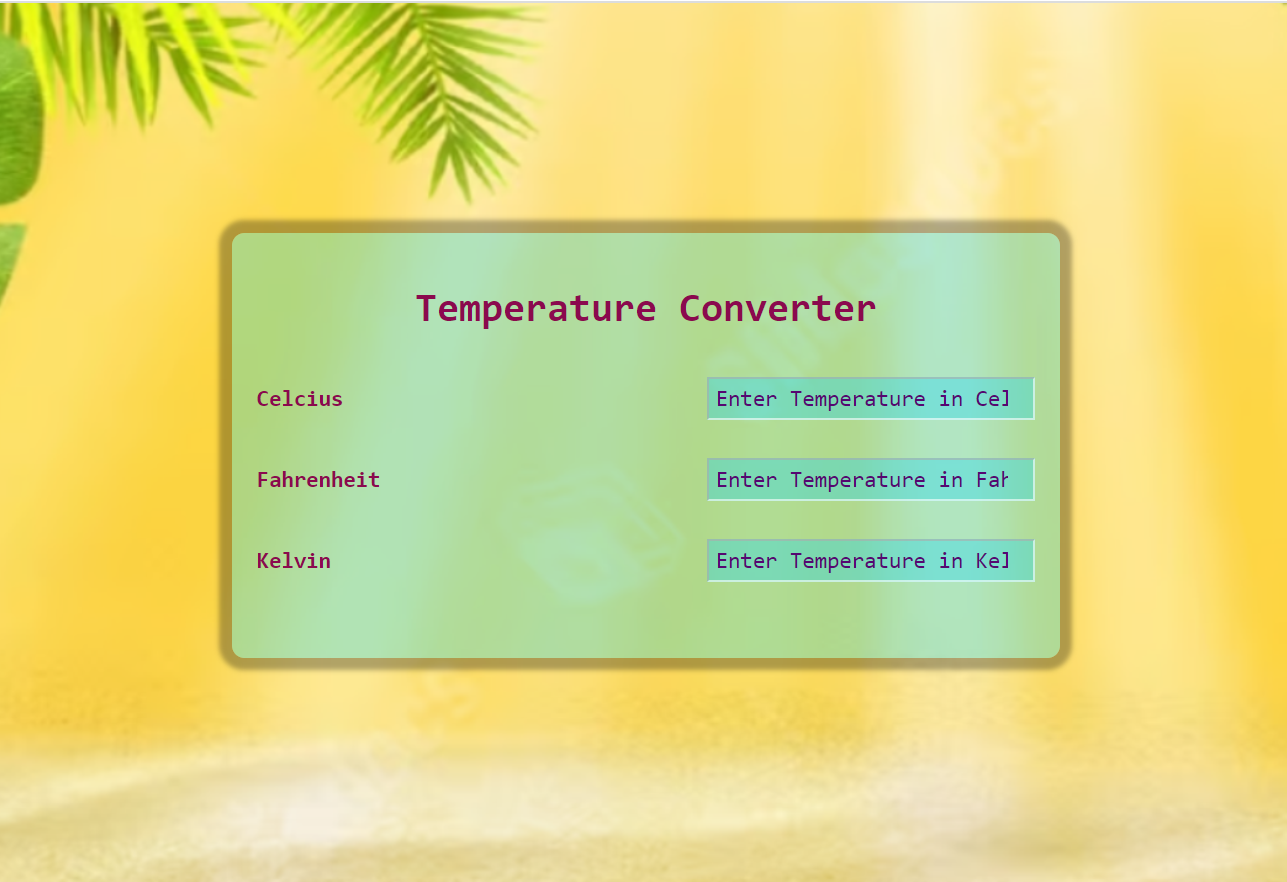 Temperature Converter
Celcius
Enter Temperature in Cel
Fahrenheit
Enter Temperature in Fah
Kelvin
Enter Temperature in Kel